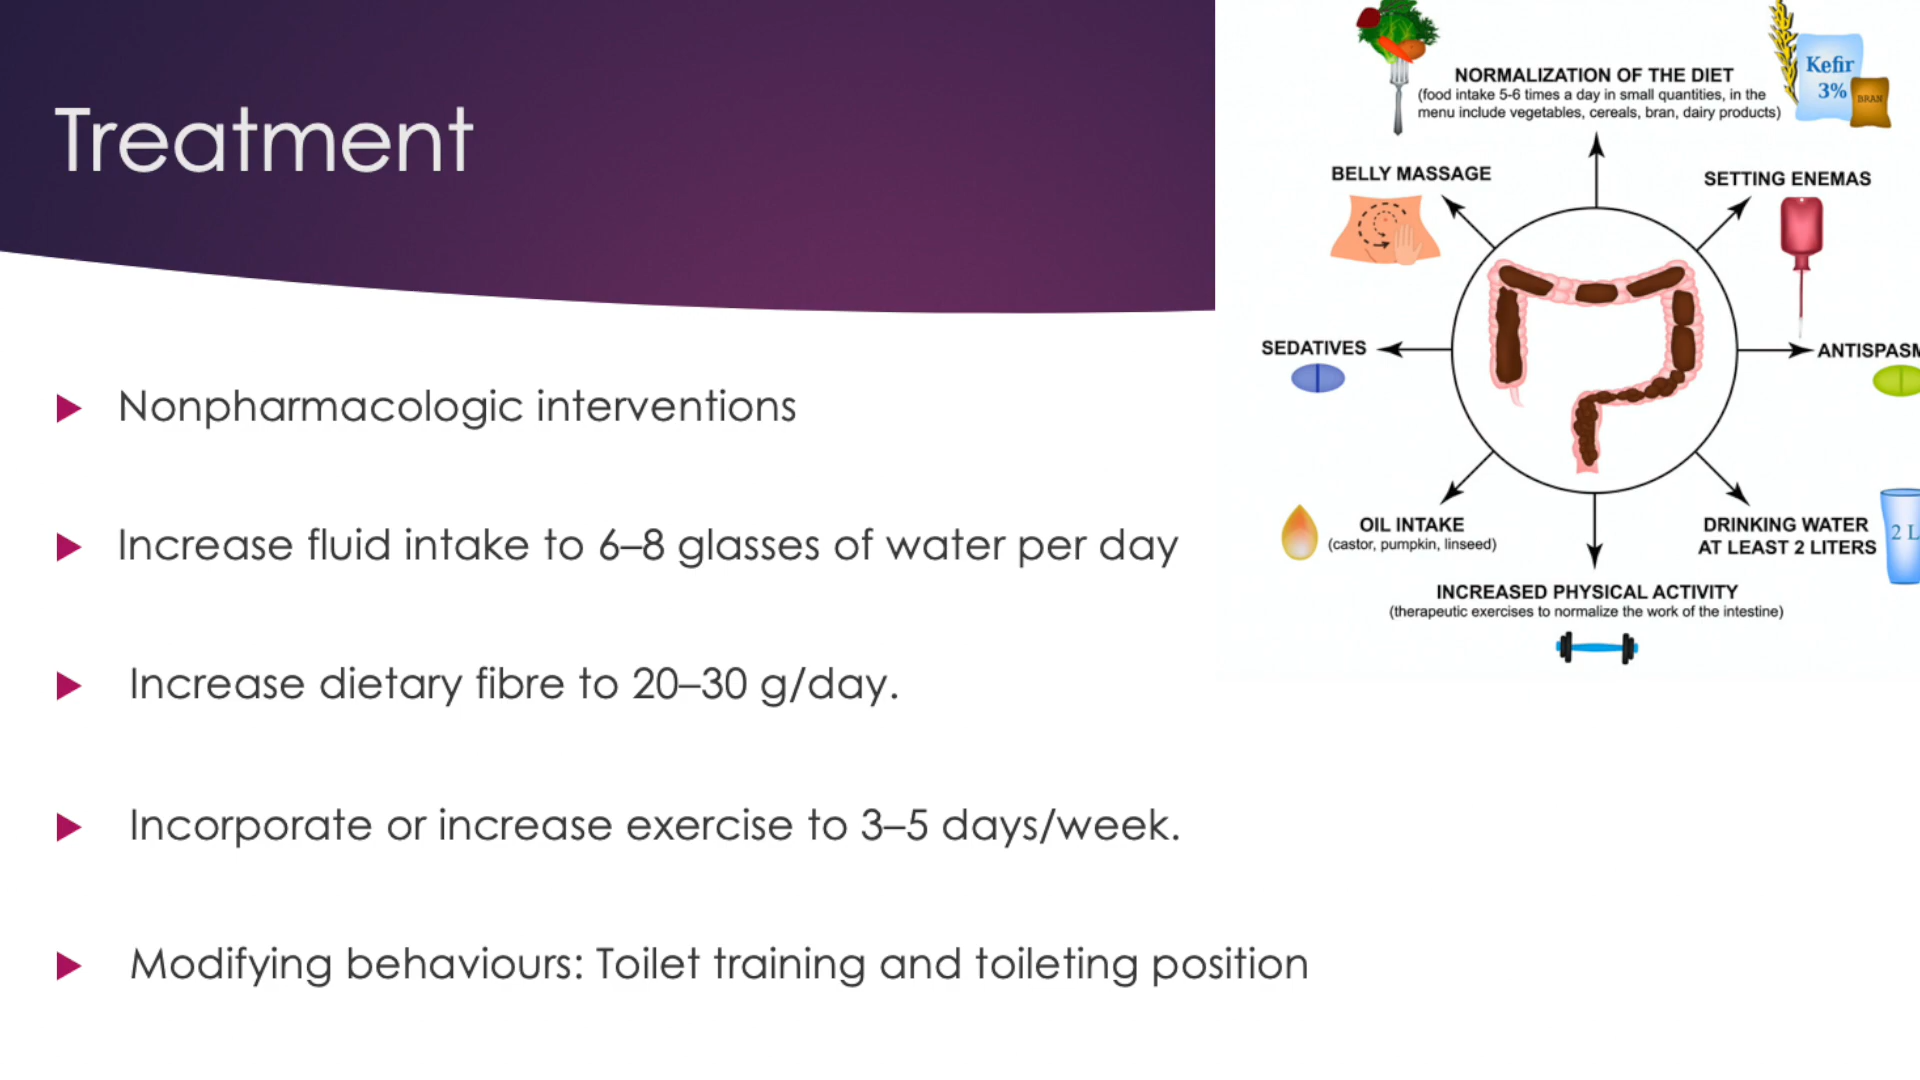 Treatment
Nonpharmacologic interventions
Increase fluid intake to 6–8 glasses of water per day
Increase dietary fibre to 20–30 g/day.
Incorporate or increase exercise to 3–5 days/week.
Modifying behaviours: Toilet training and toileting position
NORMALIZATION OF THE DIET
(food intake 5-6 times a day in small quantities, in the
menu include vegetables, cereals, bran, dairy products)
Kefir
3%
BRAN
BELLY MASSAGE
SETTING ENEMAS
SEDATIVES
ANTISPASM
OIL INTAKE
(castor, pumpkin, linseed)
DRINKING WATER
AT LEAST 2 LITERS
2 L
INCREASED PHYSICAL ACTIVITY
(therapeutic exercises to normalize the work of the intestine)